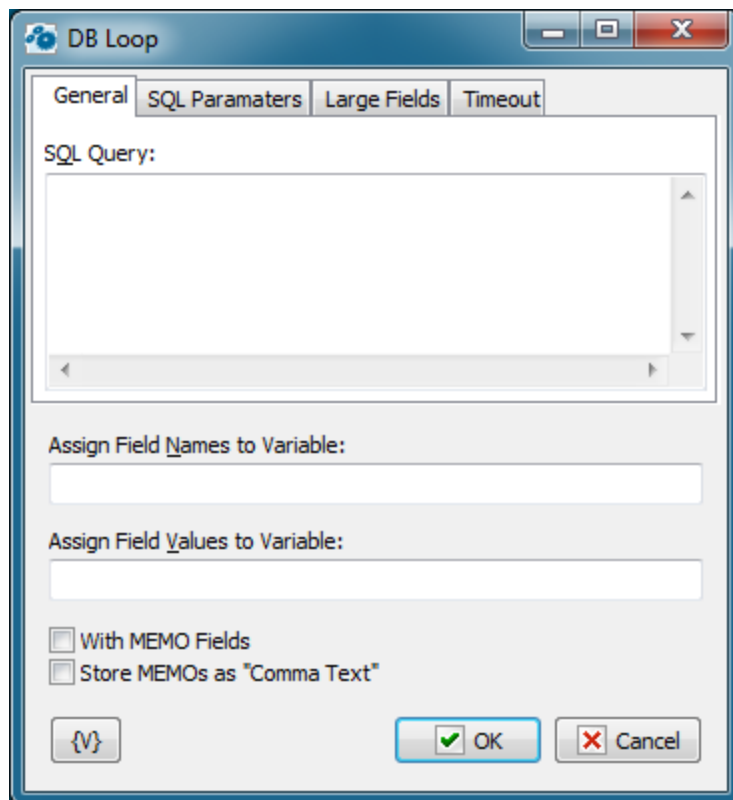 DB Loop
General SQL Paramaters Large Fields Timeout
SQL Query:
Assign Field Names to Variable:
Assign Field Values to Variable:
With MEMO Fields
Store MEMOs as "Comma Text"
{V} OK Cancel